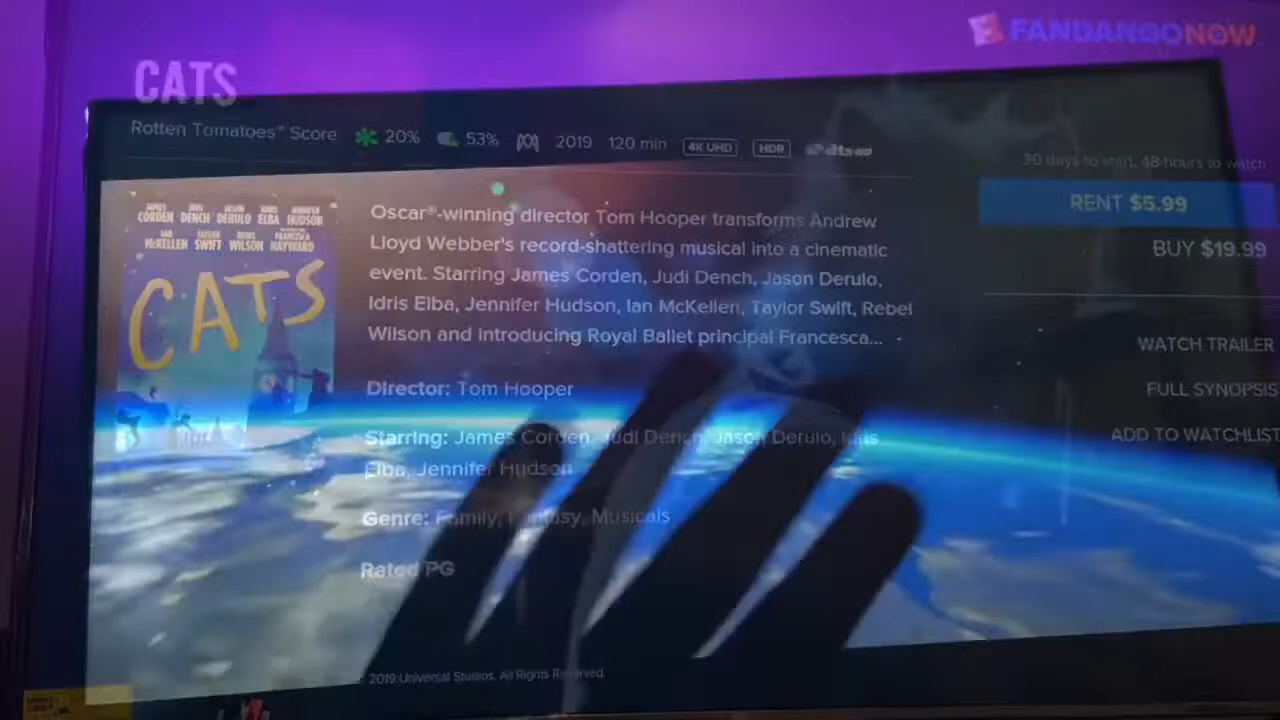 FANDANGONOW
CATS
Rotten Tomatoes™ Score 20% 53% 2019 120 min 4K UHD HDR dts HD
30 days to start, 48 hours to watch
RENT $5.99
BUY $19.99
WATCH TRAILER
FULL SYNOPSIS
ADD TO WATCHLIST
JAMES CORDEN JUDI DENCH JASON DERULO IDRIS ELBA JENNIFER HUDSON
IAN McKELLEN TAYLOR SWIFT REBEL WILSON FRANCESCA HAYWARD
CATS
Oscar®-winning director Tom Hooper transforms Andrew
Lloyd Webber's record-shattering musical into a cinematic
event. Starring James Corden, Judi Dench, Jason Derulo,
Idris Elba, Jennifer Hudson, Ian McKellen, Taylor Swift, Rebel
Wilson and introducing Royal Ballet principal Francesca...
Director: Tom Hooper
Starring: James Corden, Judi Dench, Jason Derulo, Idris
Elba, Jennifer Hudson
Genre: Family, Fantasy, Musicals
Rated PG
2019 Universal Studios. All Rights Reserved.